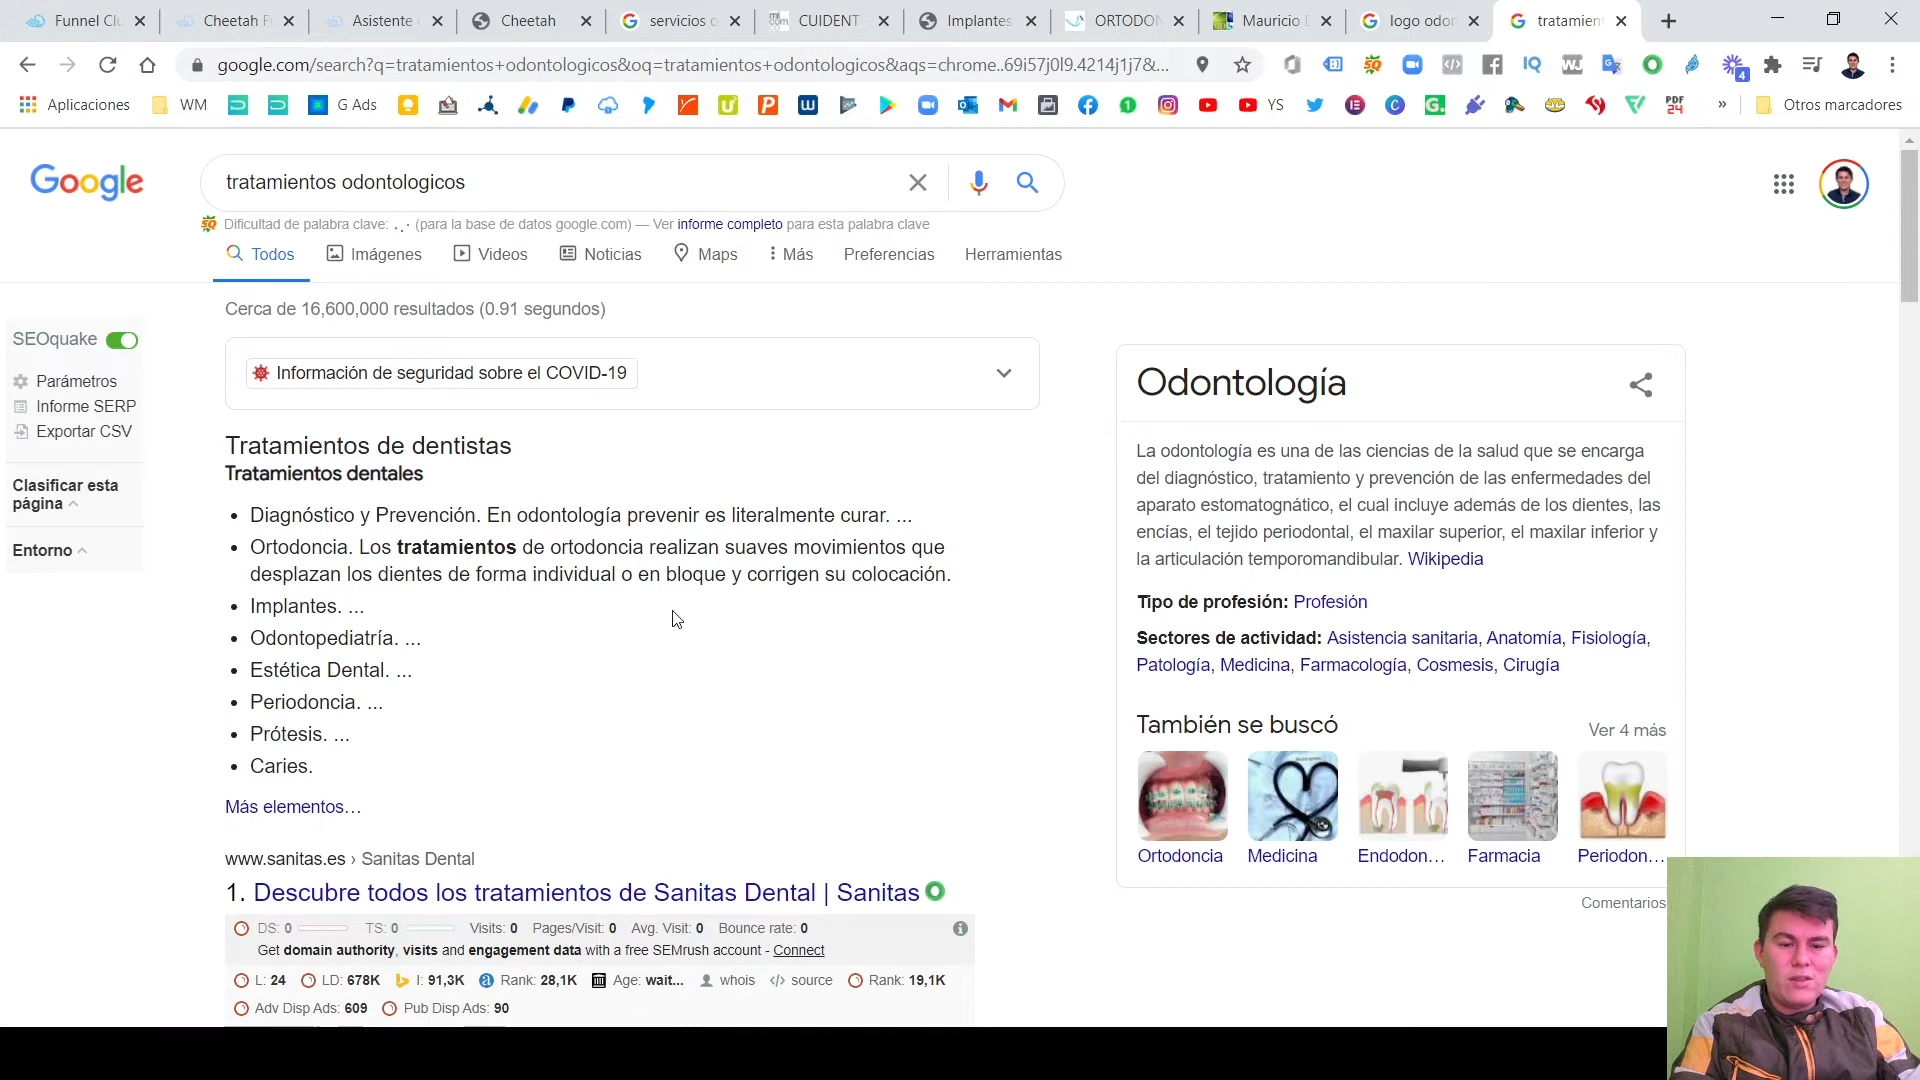 Funnel Clu
Cheetah F
Asistente
Cheetah
servicios o
CUIDENT
Implantes
ORTODON
Mauricio D
logo odon
tratamien
google.com/search?q=tratamientos+odontologicos&oq=tratamientos+odontologicos&aqs=chrome..69i57j0l9.4214j1j7&...
Aplicaciones
WM
G Ads
YS
PDF
24
»
Otros marcadores
Google
tratamientos odontologicos
Dificultad de palabra clave: (para la base de datos google.com) — Ver informe completo para esta palabra clave
Todos
Imágenes
Videos
Noticias
Maps
Más
Preferencias
Herramientas
Cerca de 16,600,000 resultados (0.91 segundos)
SEOquake
Parámetros
Informe SERP
Exportar CSV
Clasificar esta
página
Entorno
Información de seguridad sobre el COVID-19
Tratamientos de dentistas
Tratamientos dentales
• Diagnóstico y Prevención. En odontología prevenir es literalmente curar. ...
• Ortodoncia. Los tratamientos de ortodoncia realizan suaves movimientos que
desplazan los dientes de forma individual o en bloque y corrigen su colocación.
• Implantes. ...
• Odontopediatría. ...
• Estética Dental. ...
• Periodoncia. ...
• Prótesis. ...
• Caries.
Más elementos…
www.sanitas.es › Sanitas Dental
1. Descubre todos los tratamientos de Sanitas Dental | Sanitas
DS: 0 TS: 0 Visits: 0 Pages/Visit: 0 Avg. Visit: 0 Bounce rate: 0
Get domain authority, visits and engagement data with a free SEMrush account - Connect
L: 24 LD: 678K I: 91,3K Rank: 28,1K Age: wait... whois source Rank: 19,1K
Adv Disp Ads: 609 Pub Disp Ads: 90
Odontología
La odontología es una de las ciencias de la salud que se encarga
del diagnóstico, tratamiento y prevención de las enfermedades del
aparato estomatognático, el cual incluye además de los dientes, las
encías, el tejido periodontal, el maxilar superior, el maxilar inferior y
la articulación temporomandibular. Wikipedia
Tipo de profesión: Profesión
Sectores de actividad: Asistencia sanitaria, Anatomía, Fisiología,
Patología, Medicina, Farmacología, Cosmesis, Cirugía
También se buscó
Ver 4 más
Ortodoncia
Medicina
Endodon...
Farmacia
Periodon...
Comentarios